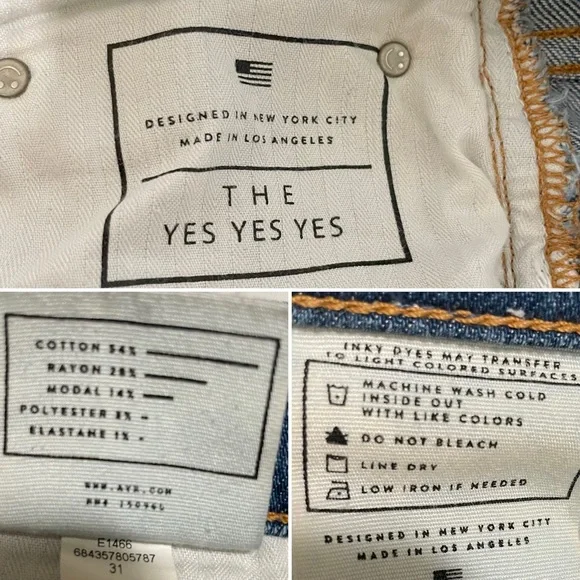 DESIGNED IN NEW YORK CITY
MADE IN LOS ANGELES
THE
YES YES YES
COTTON 54%
RAYON 28%
MODAL 14%
POLYESTER 3%
ELASTANE 1%
WWW.AYR.COM
E1466
684357805787
31
INKY DYES MAY TRANSFER
TO LIGHT COLORED SURFACES
MACHINE WASH COLD
INSIDE OUT
WITH LIKE COLORS
DO NOT BLEACH
LINE DRY
LOW IRON IF NEEDED
DESIGNED IN NEW YORK CITY
MADE IN LOS ANGELES